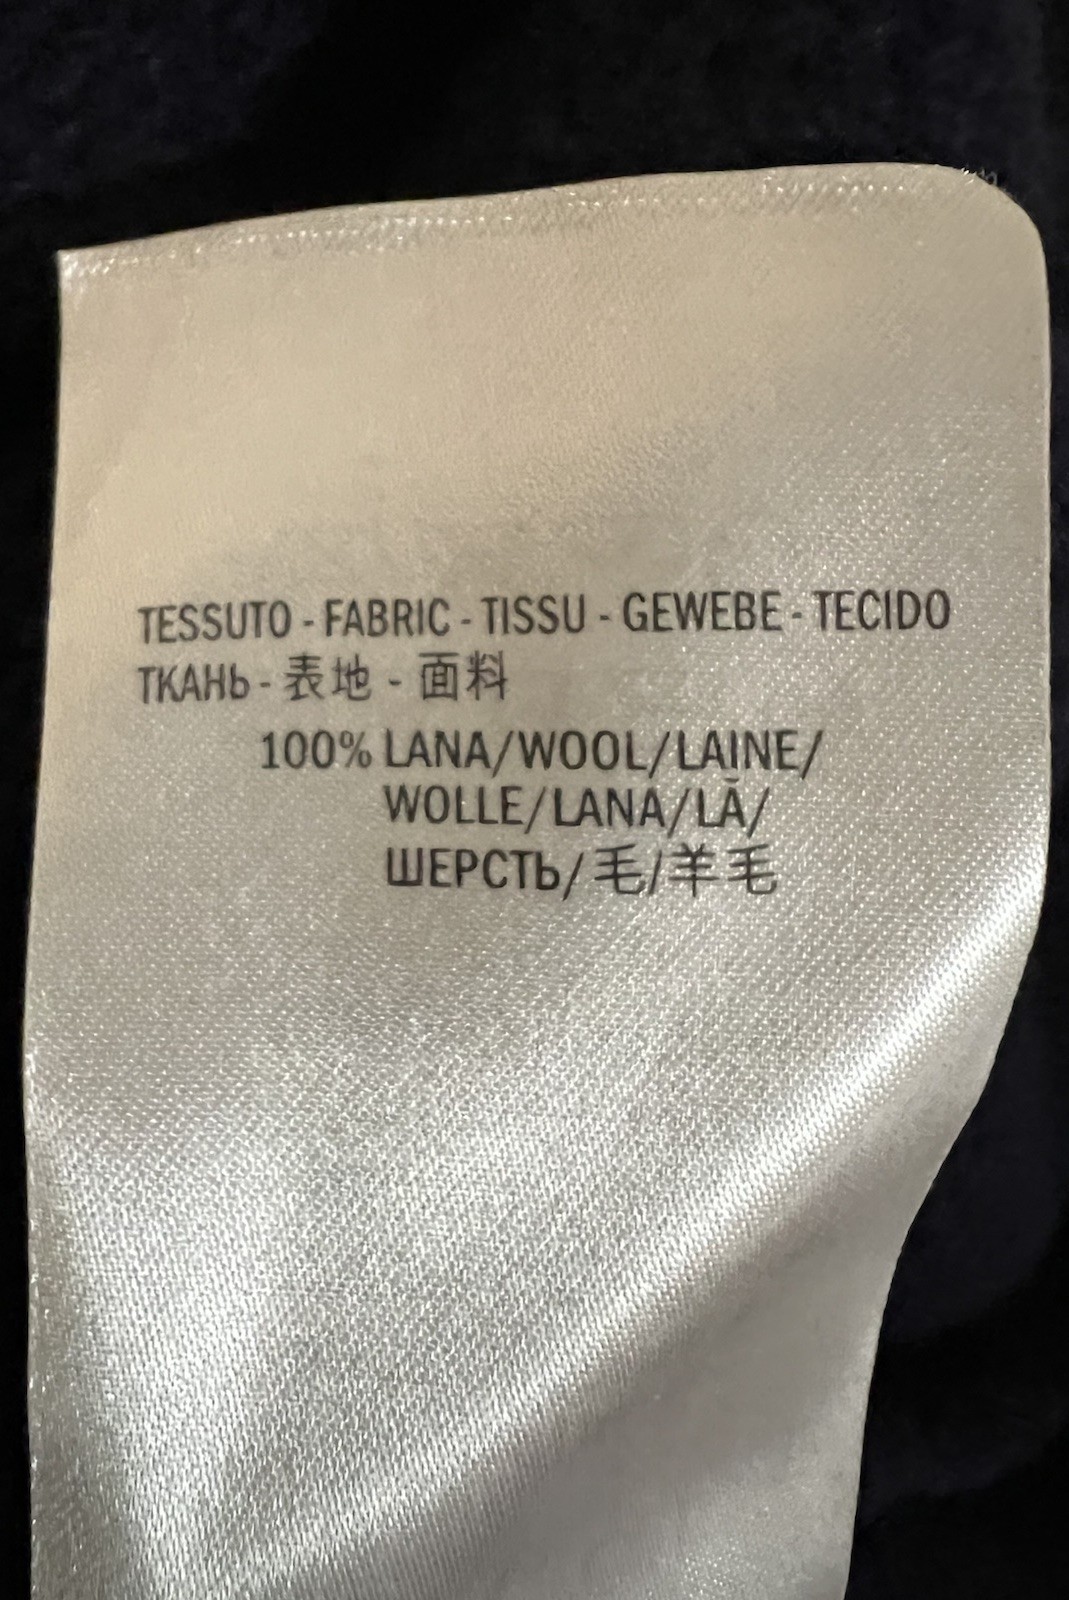 TESSUTO - FABRIC - TISSU - GEWEBE - TECIDO
ТКАНЬ - 表地 - 面料
100% LANA/WOOL/LAINE/
WOLLE/LANA/LÃ/
ШЕРСТЬ/毛/羊毛